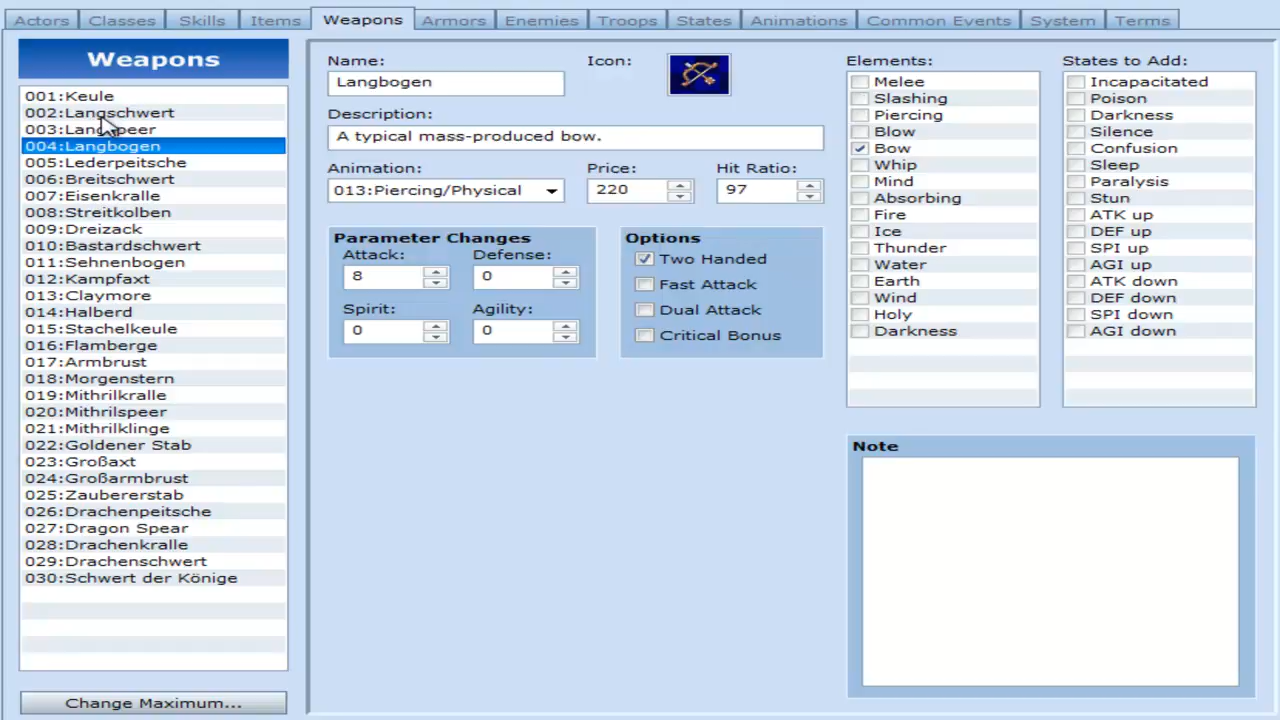 Actors Classes Skills Items Weapons Armors Enemies Troops States Animations Common Events System Terms
Weapons
001:Keule
002:Langschwert
003:Langspeer
004:Langbogen
005:Lederpeitsche
006:Breitschwert
007:Eisenkralle
008:Streitkolben
009:Dreizack
010:Bastardschwert
011:Sehnenbogen
012:Kampfaxt
013:Claymore
014:Halberd
015:Stachelkeule
016:Flamberge
017:Armbrust
018:Morgenstern
019:Mithrilkralle
020:Mithrilspeer
021:Mithrilklinge
022:Goldener Stab
023:Großaxt
024:Großarmbrust
025:Zaubererstab
026:Drachenpeitsche
027:Dragon Spear
028:Drachenkralle
029:Drachenschwert
030:Schwert der Könige
Change Maximum...
Name:
Langbogen
Icon:
Description:
A typical mass-produced bow.
Animation:
013:Piercing/Physical
Price:
220
Hit Ratio:
97
Parameter Changes
Attack:
8
Defense:
0
Spirit:
0
Agility:
0
Options
Two Handed
Fast Attack
Dual Attack
Critical Bonus
Elements:
Melee
Slashing
Piercing
Blow
Bow
Whip
Mind
Absorbing
Fire
Ice
Thunder
Water
Earth
Wind
Holy
Darkness
States to Add:
Incapacitated
Poison
Darkness
Silence
Confusion
Sleep
Paralysis
Stun
ATK up
DEF up
SPI up
AGI up
ATK down
DEF down
SPI down
AGI down
Note